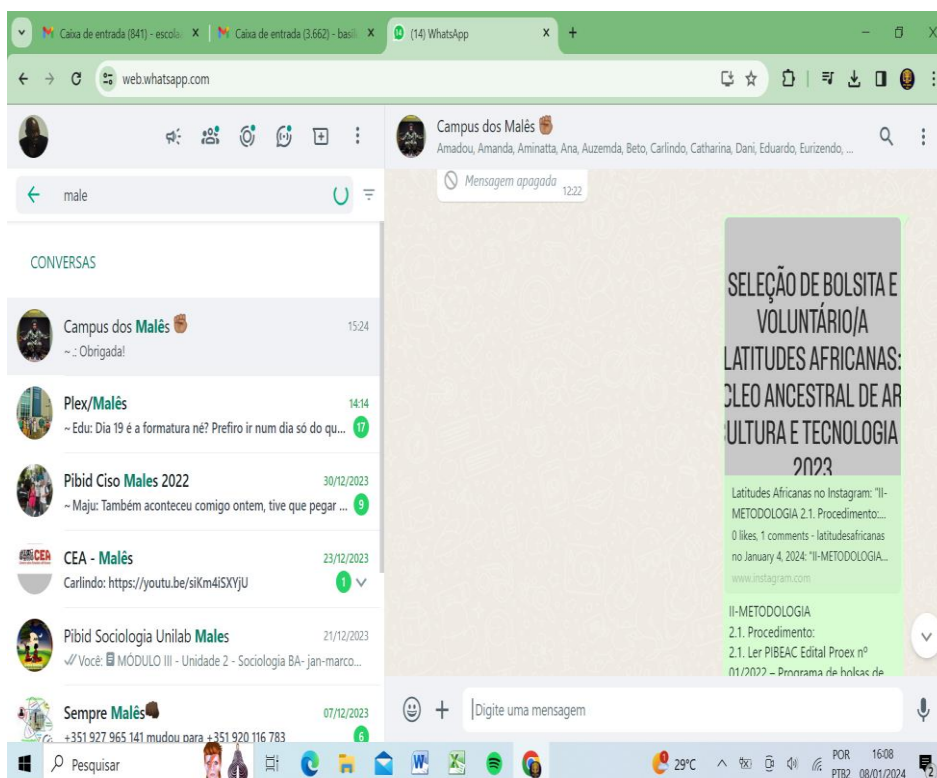 Caixa de entrada (841) - escola
Caixa de entrada (3.662) - basil
(14) WhatsApp
web.whatsapp.com
male
CONVERSAS
Campus dos Malês
15:24
~ .: Obrigada!
Plex/Malês
14:14
~ Edu: Dia 19 é a formatura né? Prefiro ir num dia só do qu...
17
Pibid Ciso Males 2022
30/12/2023
~ Maju: Também aconteceu comigo ontem, tive que pegar ...
9
CEA
CEA - Malês
23/12/2023
Carlindo: https://youtu.be/siKm4iSXYjU
1
Pibid Sociologia Unilab Males
21/12/2023
Você: MÓDULO III - Unidade 2 - Sociologia BA- jan-marco...
Sempre Malês
07/12/2023
+351 927 965 141 mudou para +351 920 116 783
6
Campus dos Malês
Amadou, Amanda, Aminatta, Ana, Auzemda, Beto, Carlindo, Catharina, Dani, Eduardo, Eurizendo, ...
Mensagem apagada
12:22
SELEÇÃO DE BOLSITA E
VOLUNTÁRIO/A
LATITUDES AFRICANAS:
CLEO ANCESTRAL DE AR
ULTURA E TECNOLOGIA
2023
Latitudes Africanas no Instagram: "II-
METODOLOGIA 2.1. Procedimento:...
0 likes, 1 comments - latitudesafricanas
no January 4, 2024: "II-METODOLOGIA...
www.instagram.com
II-METODOLOGIA
2.1. Procedimento:
2.1. Ler PIBEAC Edital Proex nº
01/2022 – Programa de bolsas de
Digite uma mensagem
Pesquisar
29°C
POR
PTB2
16:08
08/01/2024
2